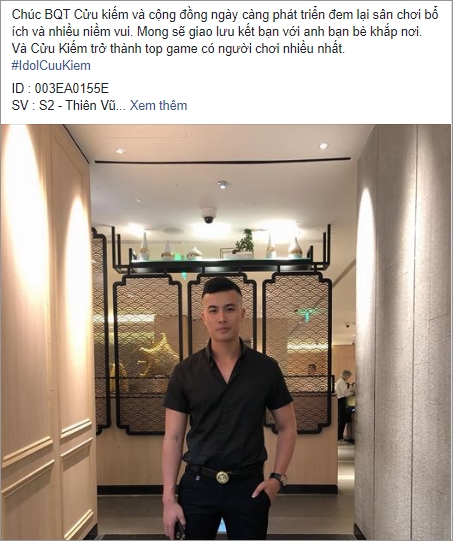 Chúc BQT Cửu kiếm và cộng đồng ngày càng phát triển đem lại sân chơi bổ
ích và nhiều niềm vui. Mong sẽ giao lưu kết bạn với anh bạn bè khắp nơi.
Và Cửu Kiếm trở thành top game có người chơi nhiều nhất.
#IdolCuuKiem
ID : 003EA0155E
SV : S2 - Thiên Vũ... Xem thêm